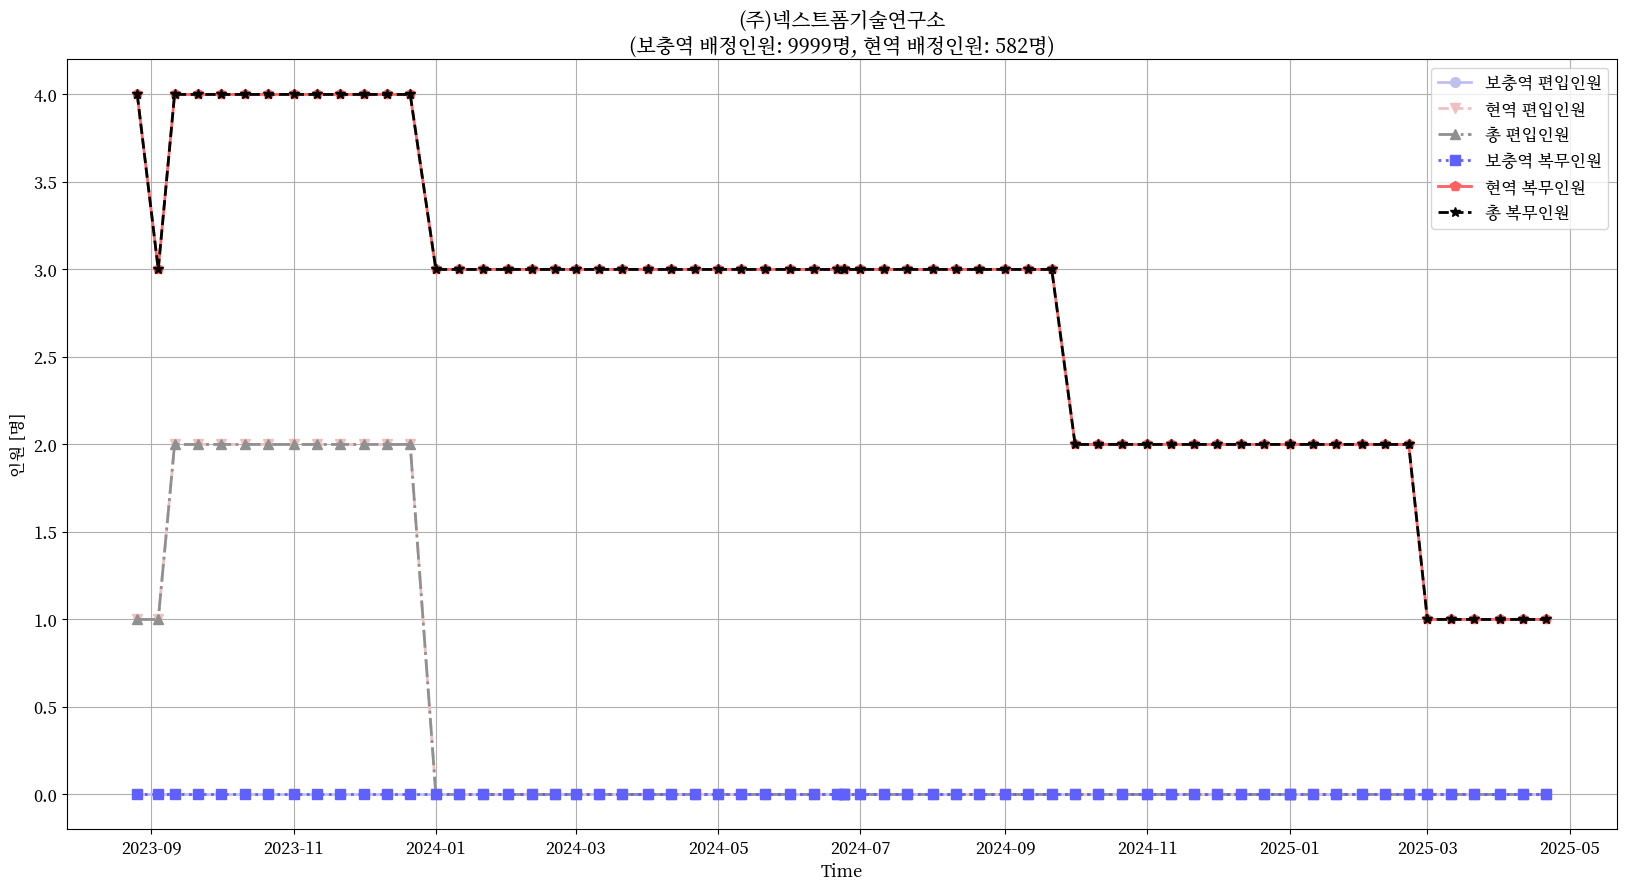 (주)넥스트폼기술연구소
(보충역 배정인원: 9999명, 현역 배정인원: 582명)
보충역 편입인원
현역 편입인원
총 편입인원
보충역 복무인원
현역 복무인원
총 복무인원
인원 [명]
4.0
3.5
3.0
2.5
2.0
1.5
1.0
0.5
0.0
2023-09 2023-11 2024-01 2024-03 2024-05 2024-07 2024-09 2024-11 2025-01 2025-03 2025-05
Time